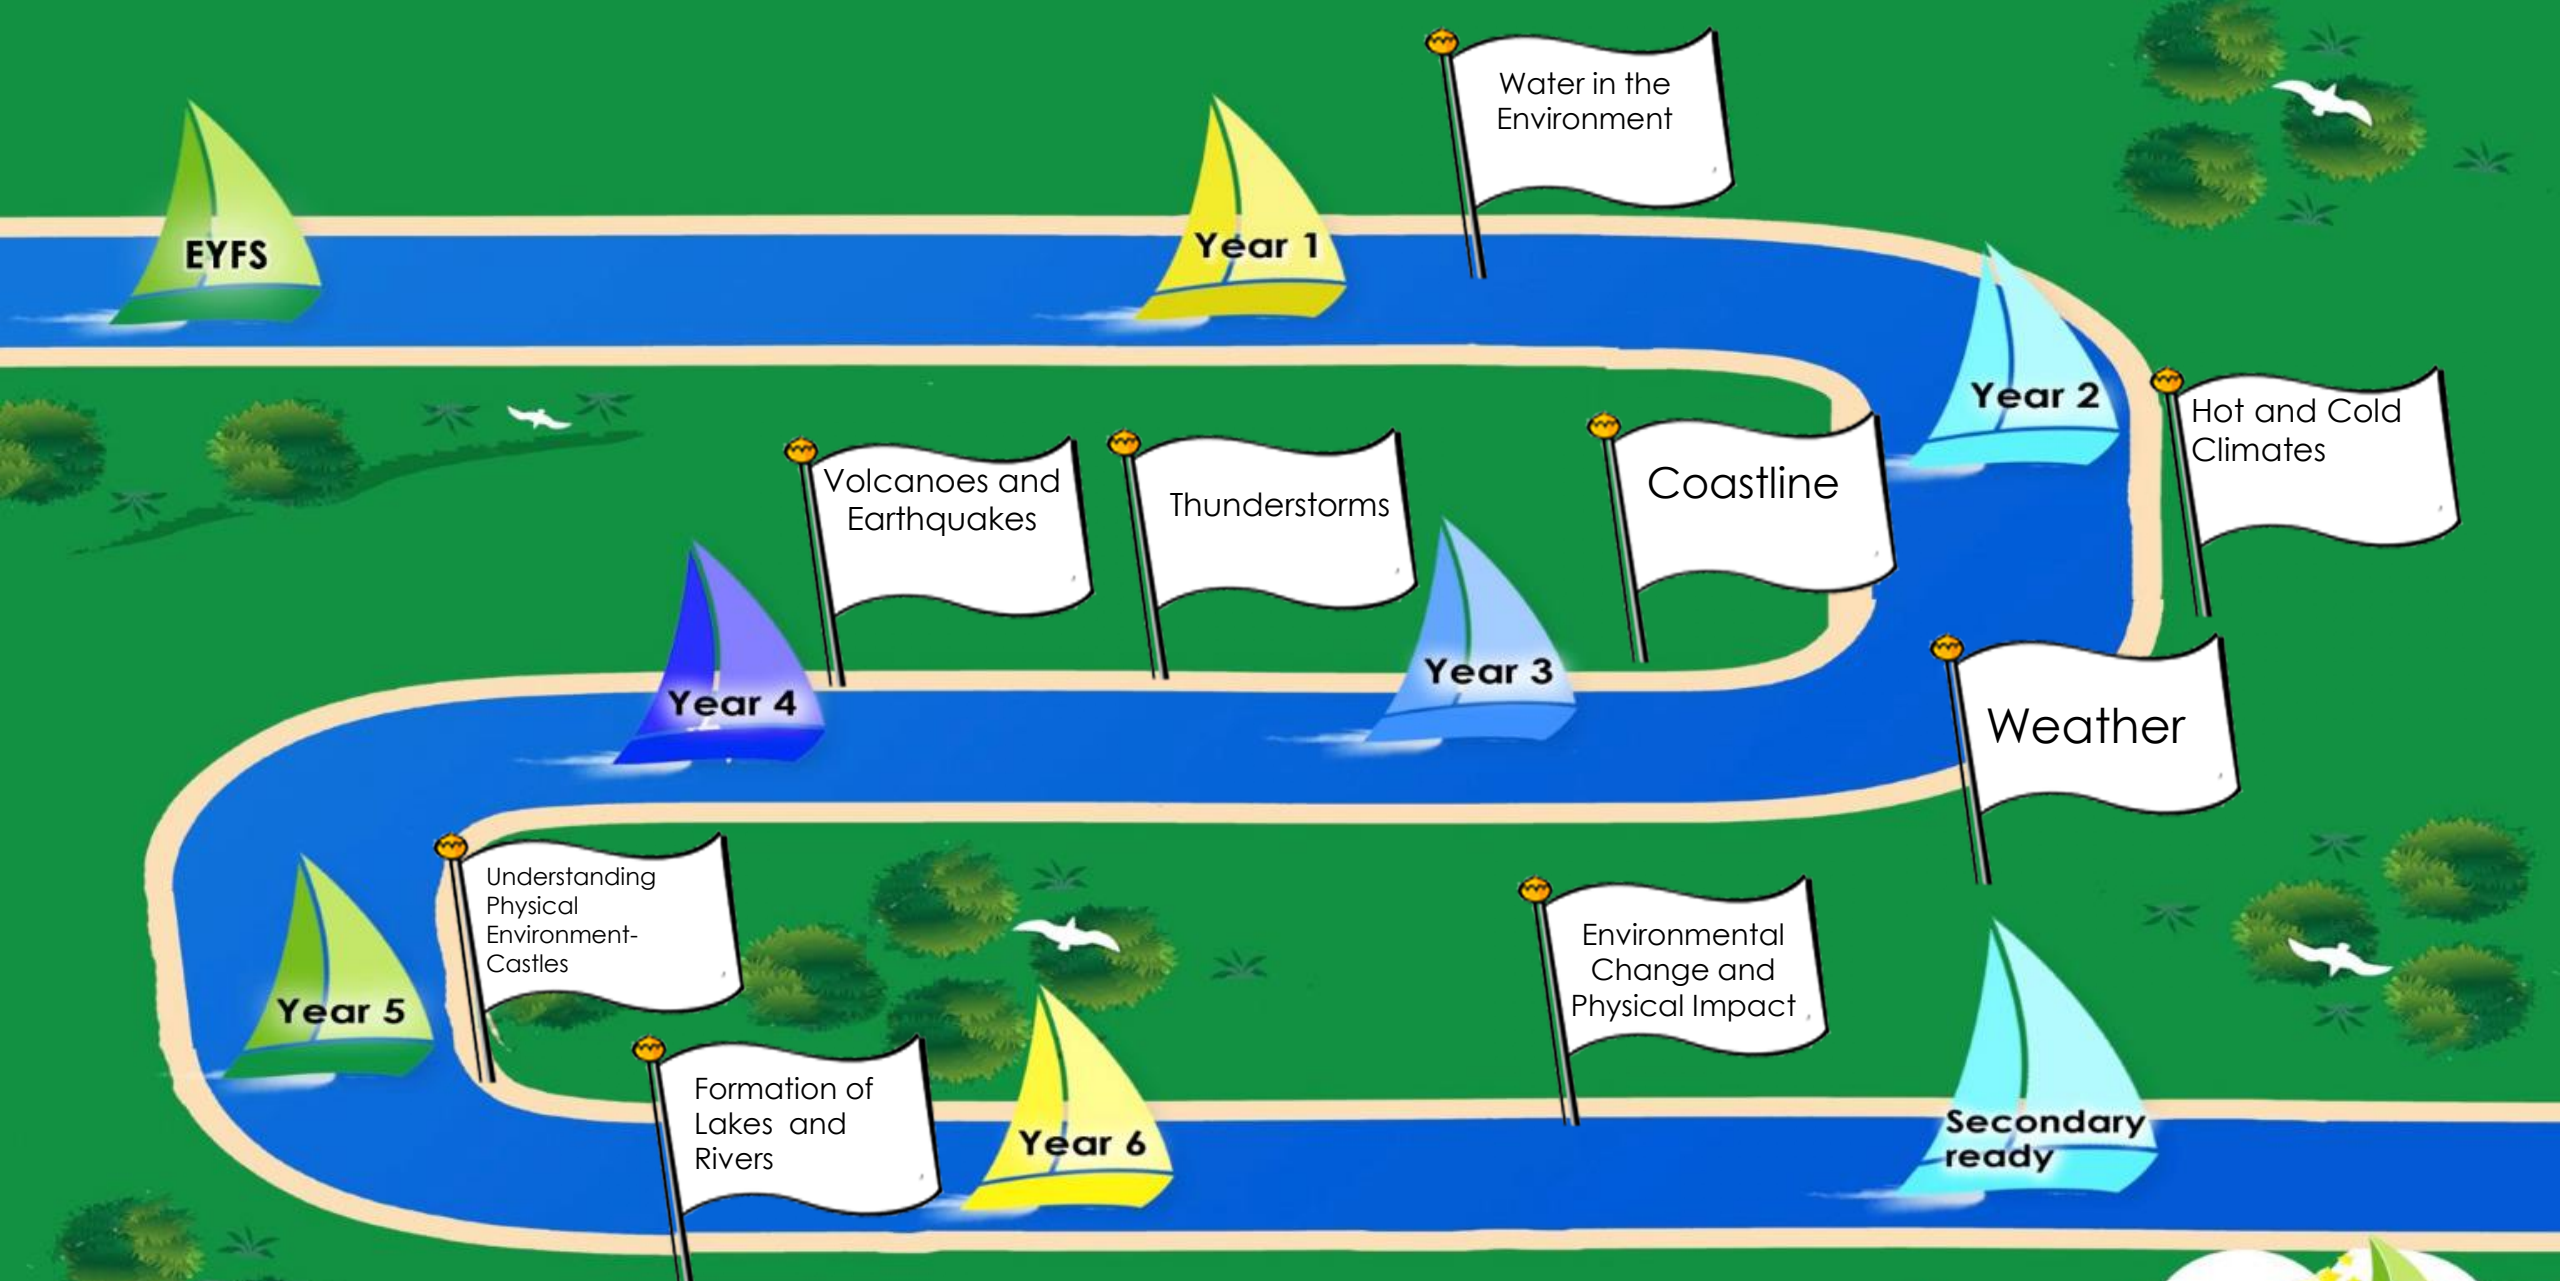 EYFS
Year 1
Water in the
Environment
Year 2
Hot and Cold
Climates
Weather
Coastline
Year 3
Thunderstorms
Volcanoes and
Earthquakes
Year 4
Year 5
Understanding
Physical
Environment-
Castles
Formation of
Lakes  and
Rivers
Year 6
Environmental
Change and
Physical Impact
Secondary
ready